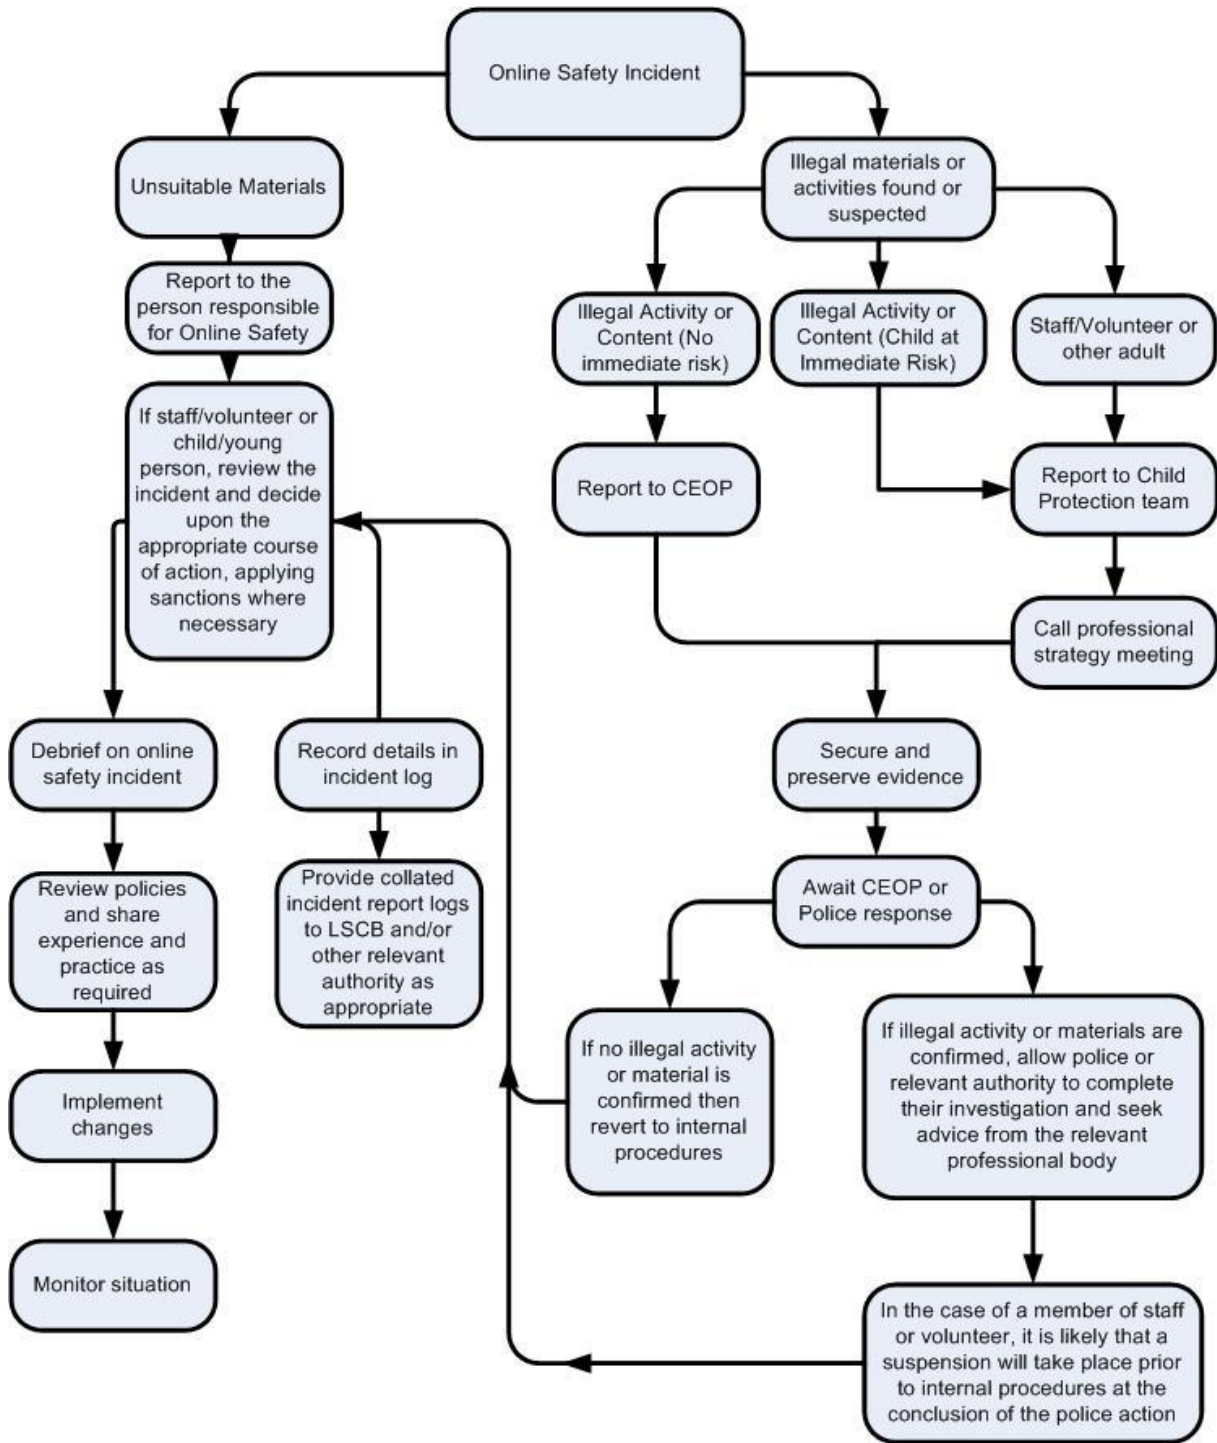 Online Safety Incident
Unsuitable Materials
Report to the
person responsible
for Online Safety
If staff/volunteer or
child/young
person, review the
incident and decide
upon the
appropriate course
of action, applying
sanctions where
necessary
Debrief on online
safety incident
Review policies
and share
experience and
practice as
required
Implement
changes
Monitor situation
Record details in
incident log
Provide collated
incident report logs
to LSCB and/or
other relevant
authority as
appropriate
Illegal materials or
activities found or
suspected
Illegal Activity or
Content (No
immediate risk)
Illegal Activity or
Content (Child at
Immediate Risk)
Staff/Volunteer or
other adult
Report to CEOP
Report to Child
Protection team
Call professional
strategy meeting
Secure and
preserve evidence
Await CEOP or
Police response
If no illegal activity
or material is
confirmed then
revert to internal
procedures
If illegal activity or materials are
confirmed, allow police or
relevant authority to complete
their investigation and seek
advice from the relevant
professional body
In the case of a member of staff
or volunteer, it is likely that a
suspension will take place prior
to internal procedures at the
conclusion of the police action